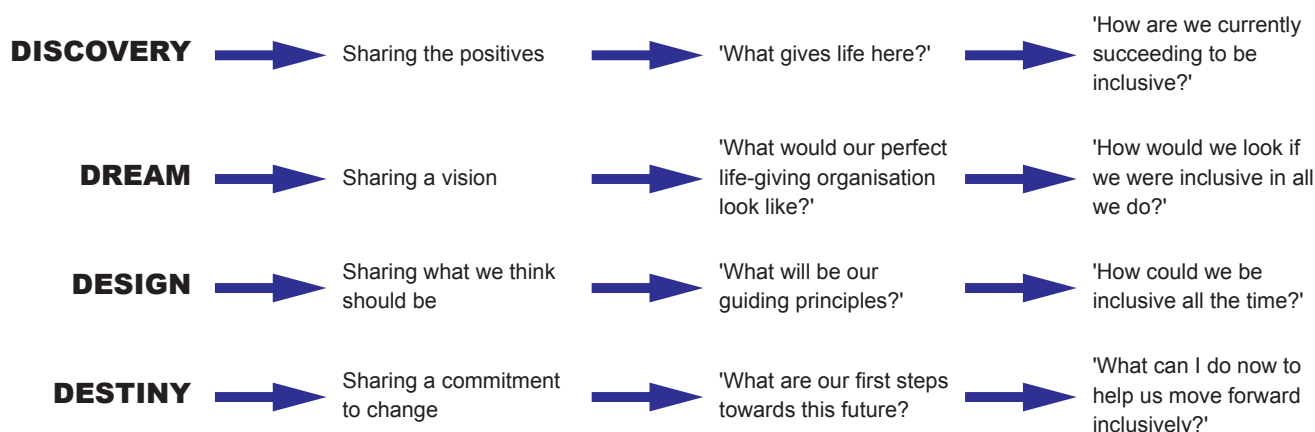 DISCOVERY
Sharing the positives
'What gives life here?'
'How are we currently
succeeding to be
inclusive?'
DREAM
Sharing a vision
'What would our perfect
life-giving organisation
look like?'
'How would we look if
we were inclusive in all
we do?'
DESIGN
Sharing what we think
should be
'What will be our
guiding principles?'
'How could we be
inclusive all the time?'
DESTINY
Sharing a commitment
to change
'What are our first steps
towards this future?
'What can I do now to
help us move forward
inclusively?'